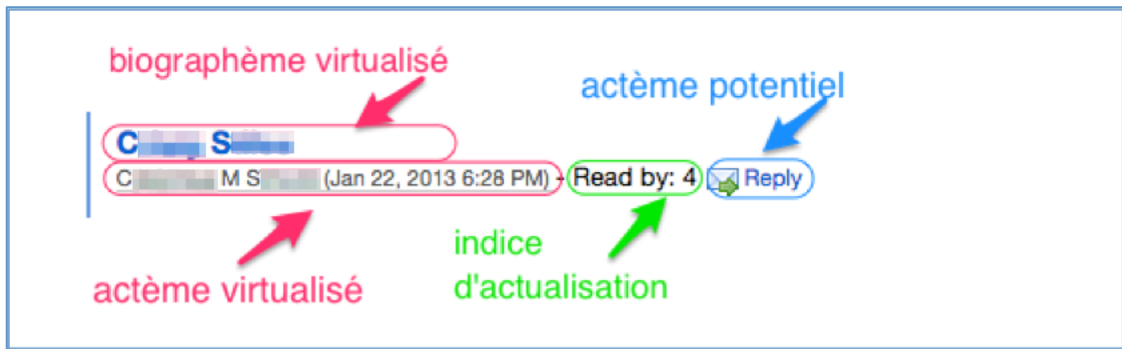 biographème virtualisé
actème potentiel
C S
C M S (Jan 22, 2013 6:28 PM) - Read by: 4 Reply
indice
d'actualisation
actème virtualisé